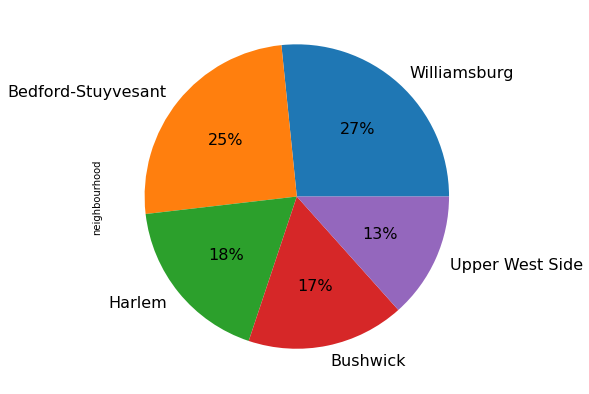 Williamsburg
Bedford-Stuyvesant
27%
25%
neighbourhood
13%
18%
Upper West Side
17%
Harlem
Bushwick